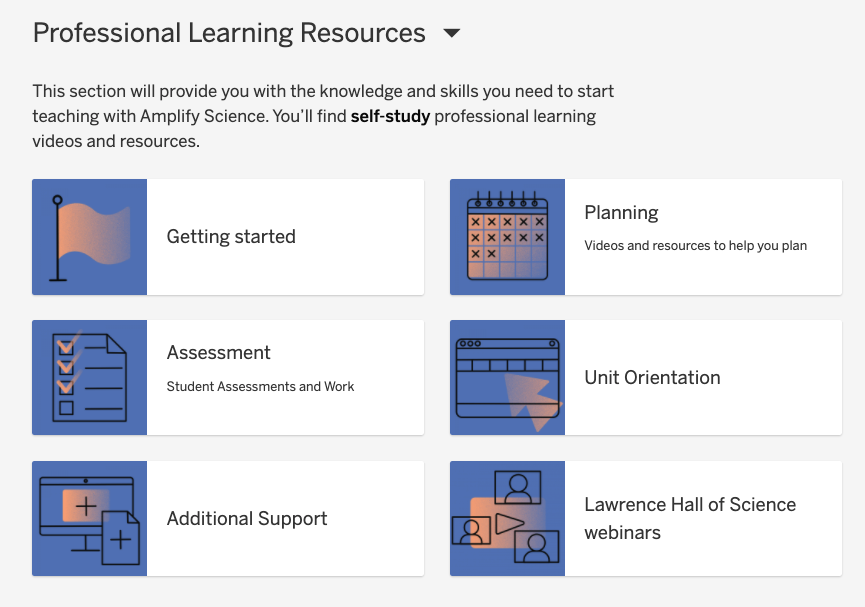 Professional Learning Resources
This section will provide you with the knowledge and skills you need to start
teaching with Amplify Science. You'll find self-study professional learning
videos and resources.
Getting started
Planning
Videos and resources to help you plan
Assessment
Student Assessments and Work
Unit Orientation
Additional Support
Lawrence Hall of Science
webinars